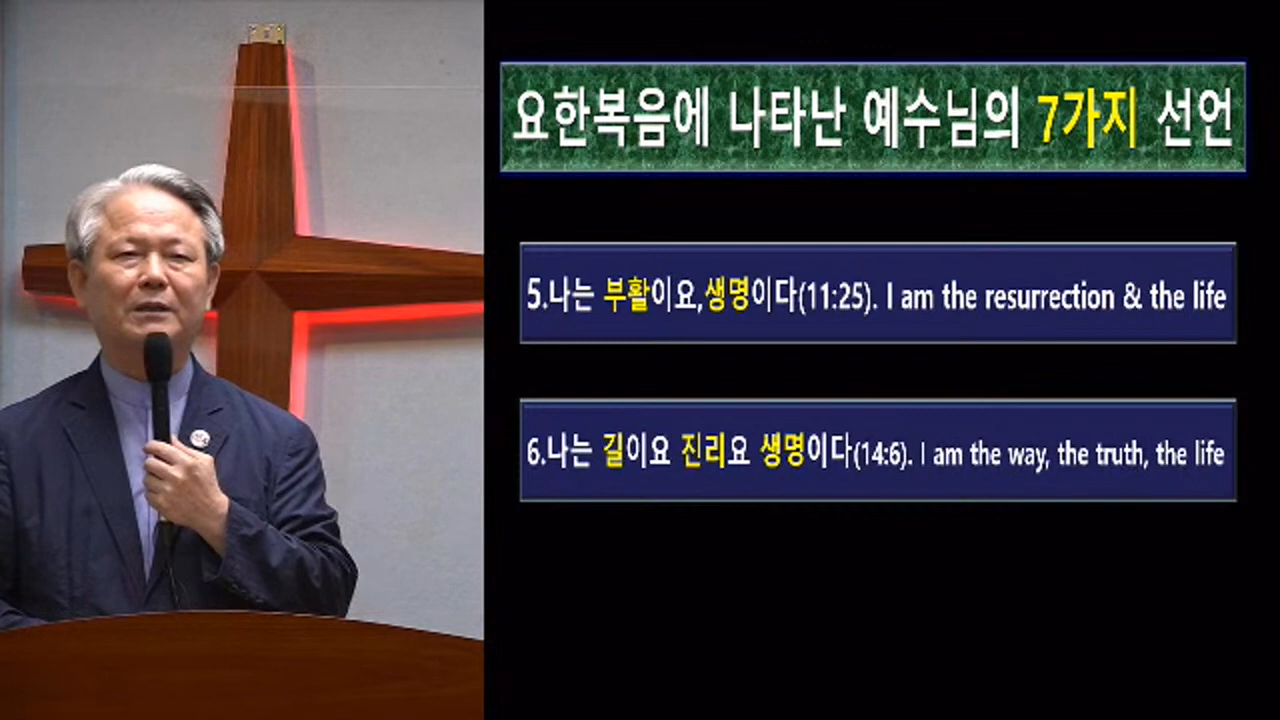 요한복음에 나타난 예수님의 7가지 선언
5.나는 부활이요,생명이다(11:25). I am the resurrection & the life
6.나는 길이요 진리요 생명이다(14:6). I am the way, the truth, the life